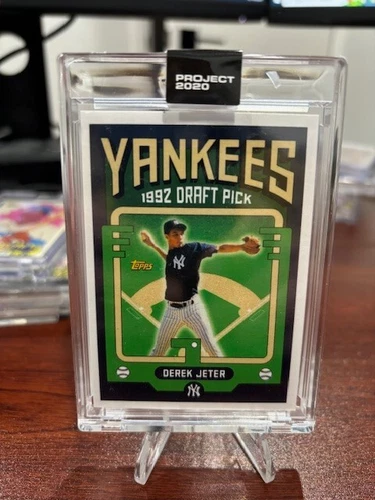 PROJECT
2020
YANKEES
1992 DRAFT PICK
NY
Topps
DEREK JETER
NY